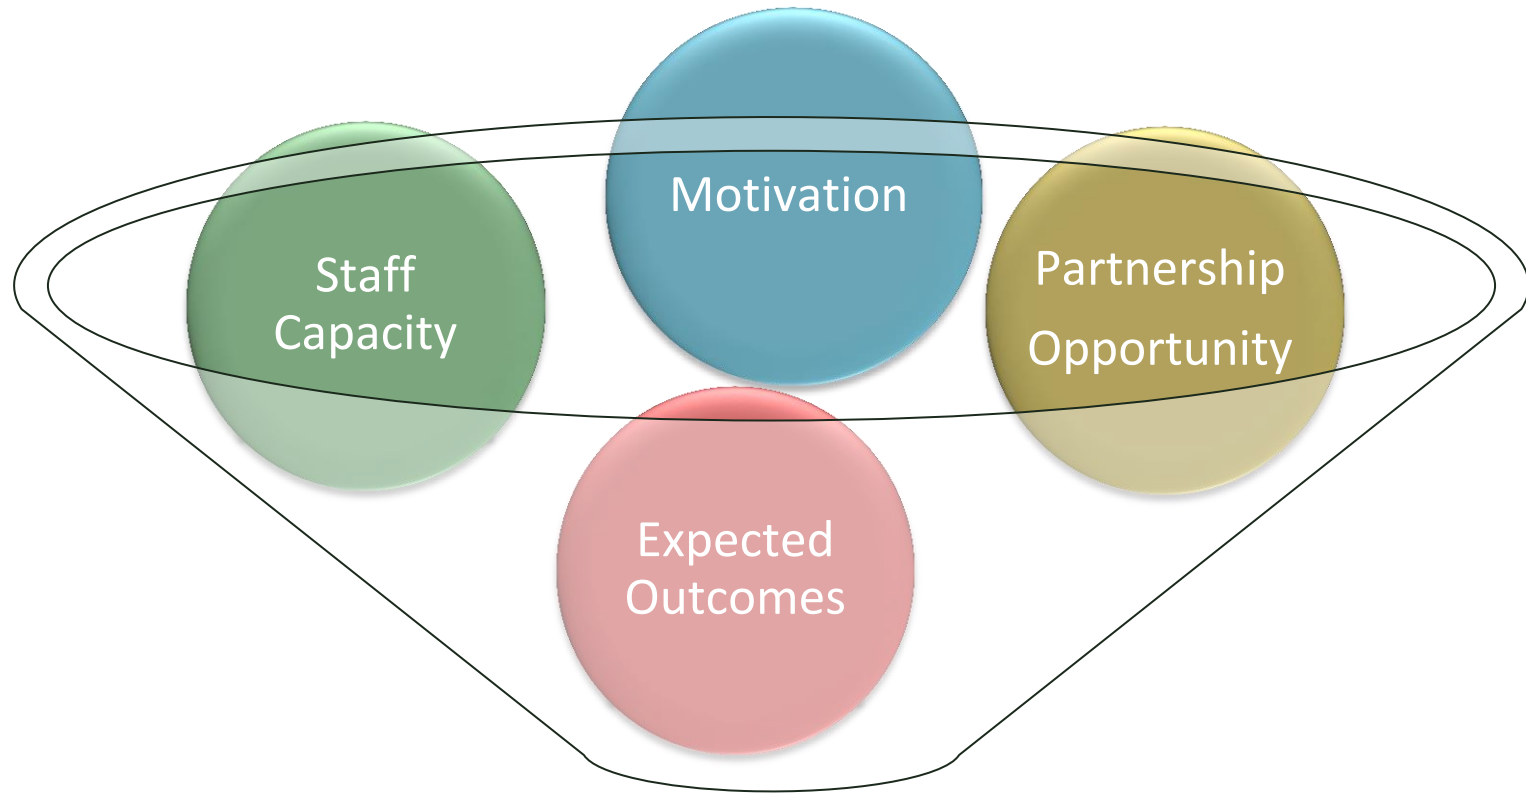 Motivation
Staff
Capacity
Partnership
Opportunity
Expected
Outcomes